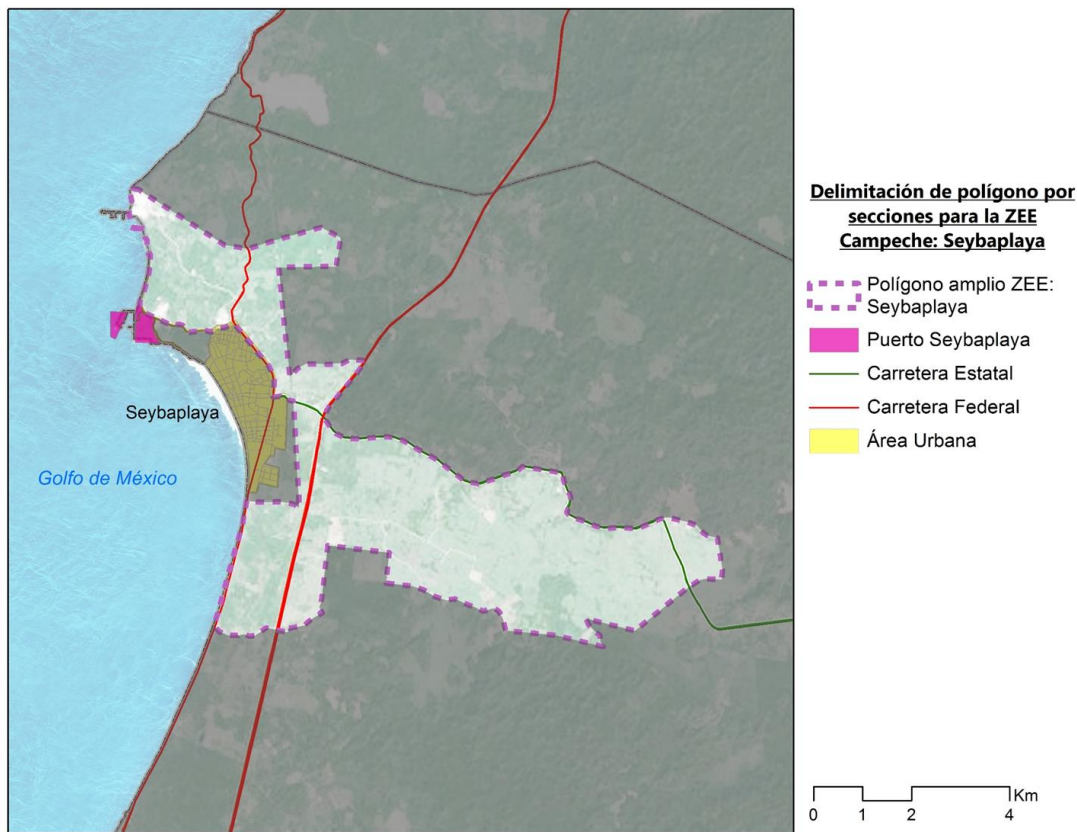 Delimitación de polígono por
secciones para la ZEE
Campeche: Seybaplaya
Polígono amplio ZEE:
Seybaplaya
Puerto Seybaplaya
Carretera Estatal
Carretera Federal
Área Urbana
Seybaplaya
Golfo de México
Km
0 1 2 4